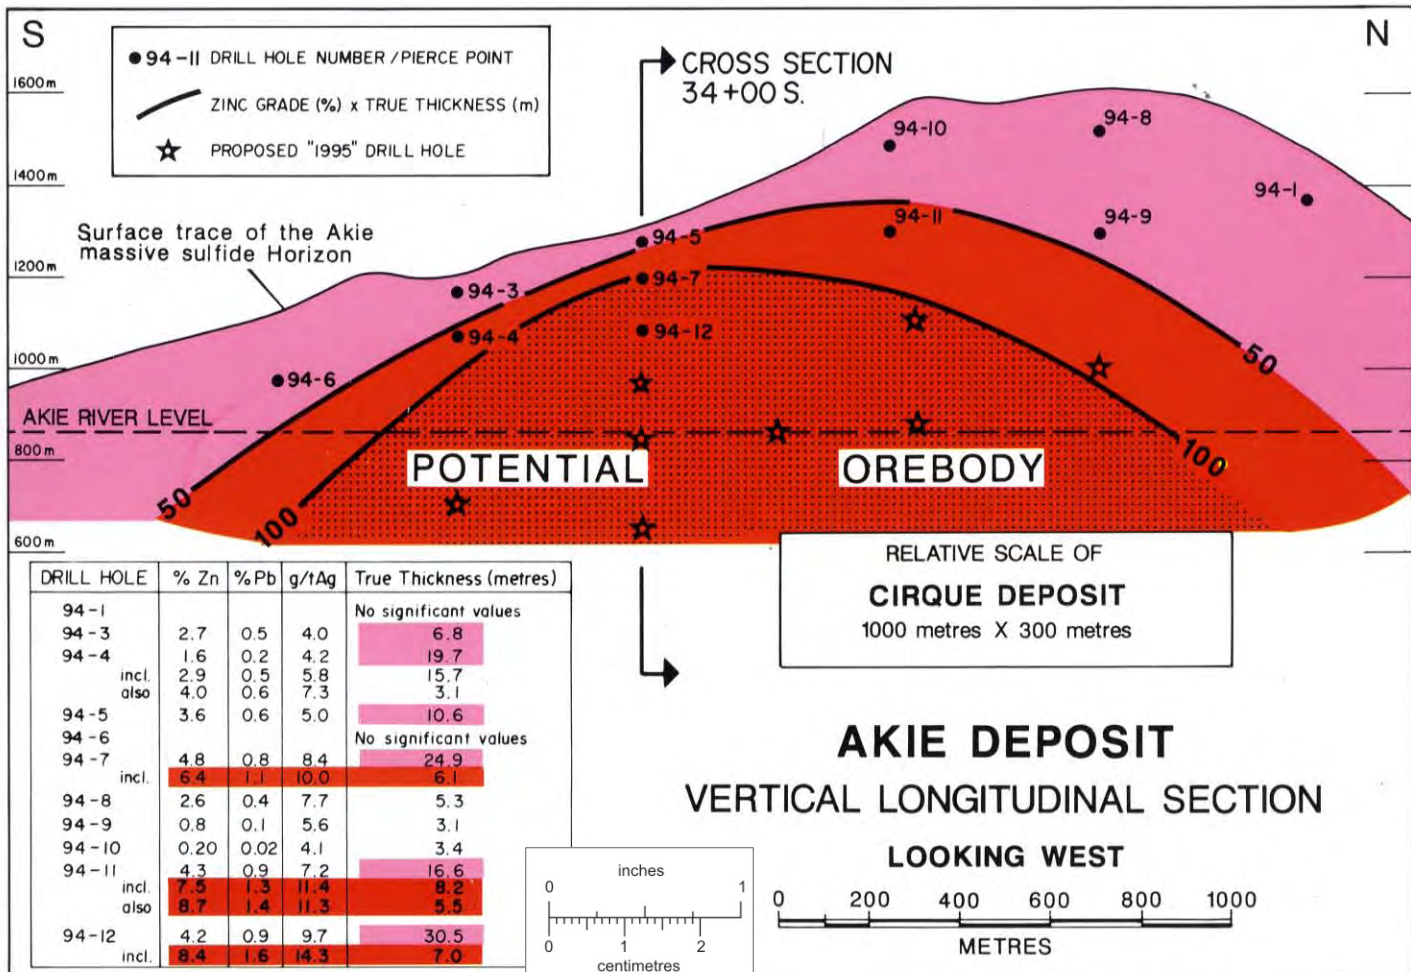 S
N
94-11 DRILL HOLE NUMBER / PIERCE POINT
ZINC GRADE (%) x TRUE THICKNESS (m)
PROPOSED "1995" DRILL HOLE
CROSS SECTION
34+00 S.
1600m
1400m
1200m
1000m
800m
600m
Surface trace of the Akie
massive sulfide Horizon
94-10
94-8
94-1
94-11
94-9
94-5
94-7
94-3
94-4
94-12
94-6
AKIE RIVER LEVEL
50
100
50
100
POTENTIAL OREBODY
RELATIVE SCALE OF
CIRQUE DEPOSIT
1000 metres X 300 metres
DRILL HOLE % Zn % Pb g/tAg True Thickness (metres)
94-1 No significant values
94-3 2.7 0.5 4.0 6.8
94-4 1.6 0.2 4.2 19.7
incl. 2.9 0.5 5.8 15.7
also 4.0 0.6 7.3 3.1
94-5 3.6 0.6 5.0 10.6
94-6 No significant values
94-7 4.8 0.8 8.4 24.9
incl. 6.4 1.1 10.0 6.1
94-8 2.6 0.4 7.7 5.3
94-9 0.8 0.1 5.6 3.1
94-10 0.20 0.02 4.1 3.4
94-11 4.3 0.9 7.2 16.6
incl. 7.5 1.3 11.4 8.2
also 8.7 1.4 11.3 5.5
94-12 4.2 0.9 9.7 30.5
incl. 8.4 1.6 14.3 7.0
inches
0 1
0 1 2
centimetres
AKIE DEPOSIT
VERTICAL LONGITUDINAL SECTION
LOOKING WEST
0 200 400 600 800 1000
METRES